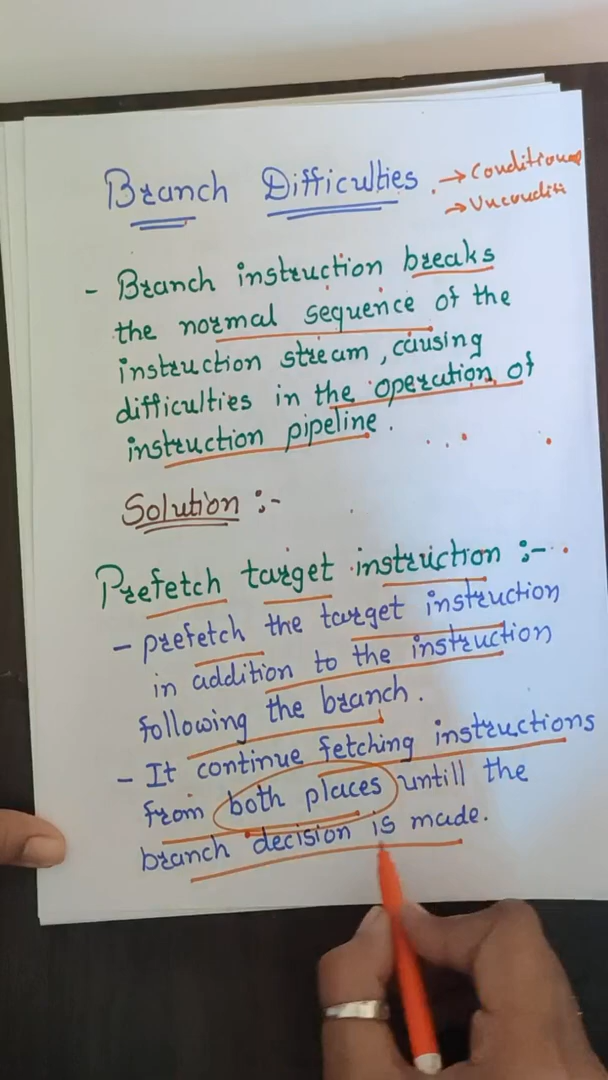 Branch Difficulties
→ Conditional
→ Unconditi
- Branch instruction breaks
the normal sequence of the
instruction stream, causing
difficulties in the operation of
instruction pipeline.
Solution :-
Prefetch target instruction :-
- prefetch the target instruction
in addition to the instruction
following the branch.
- It continue fetching instructions
from both places untill the
branch decision is made.